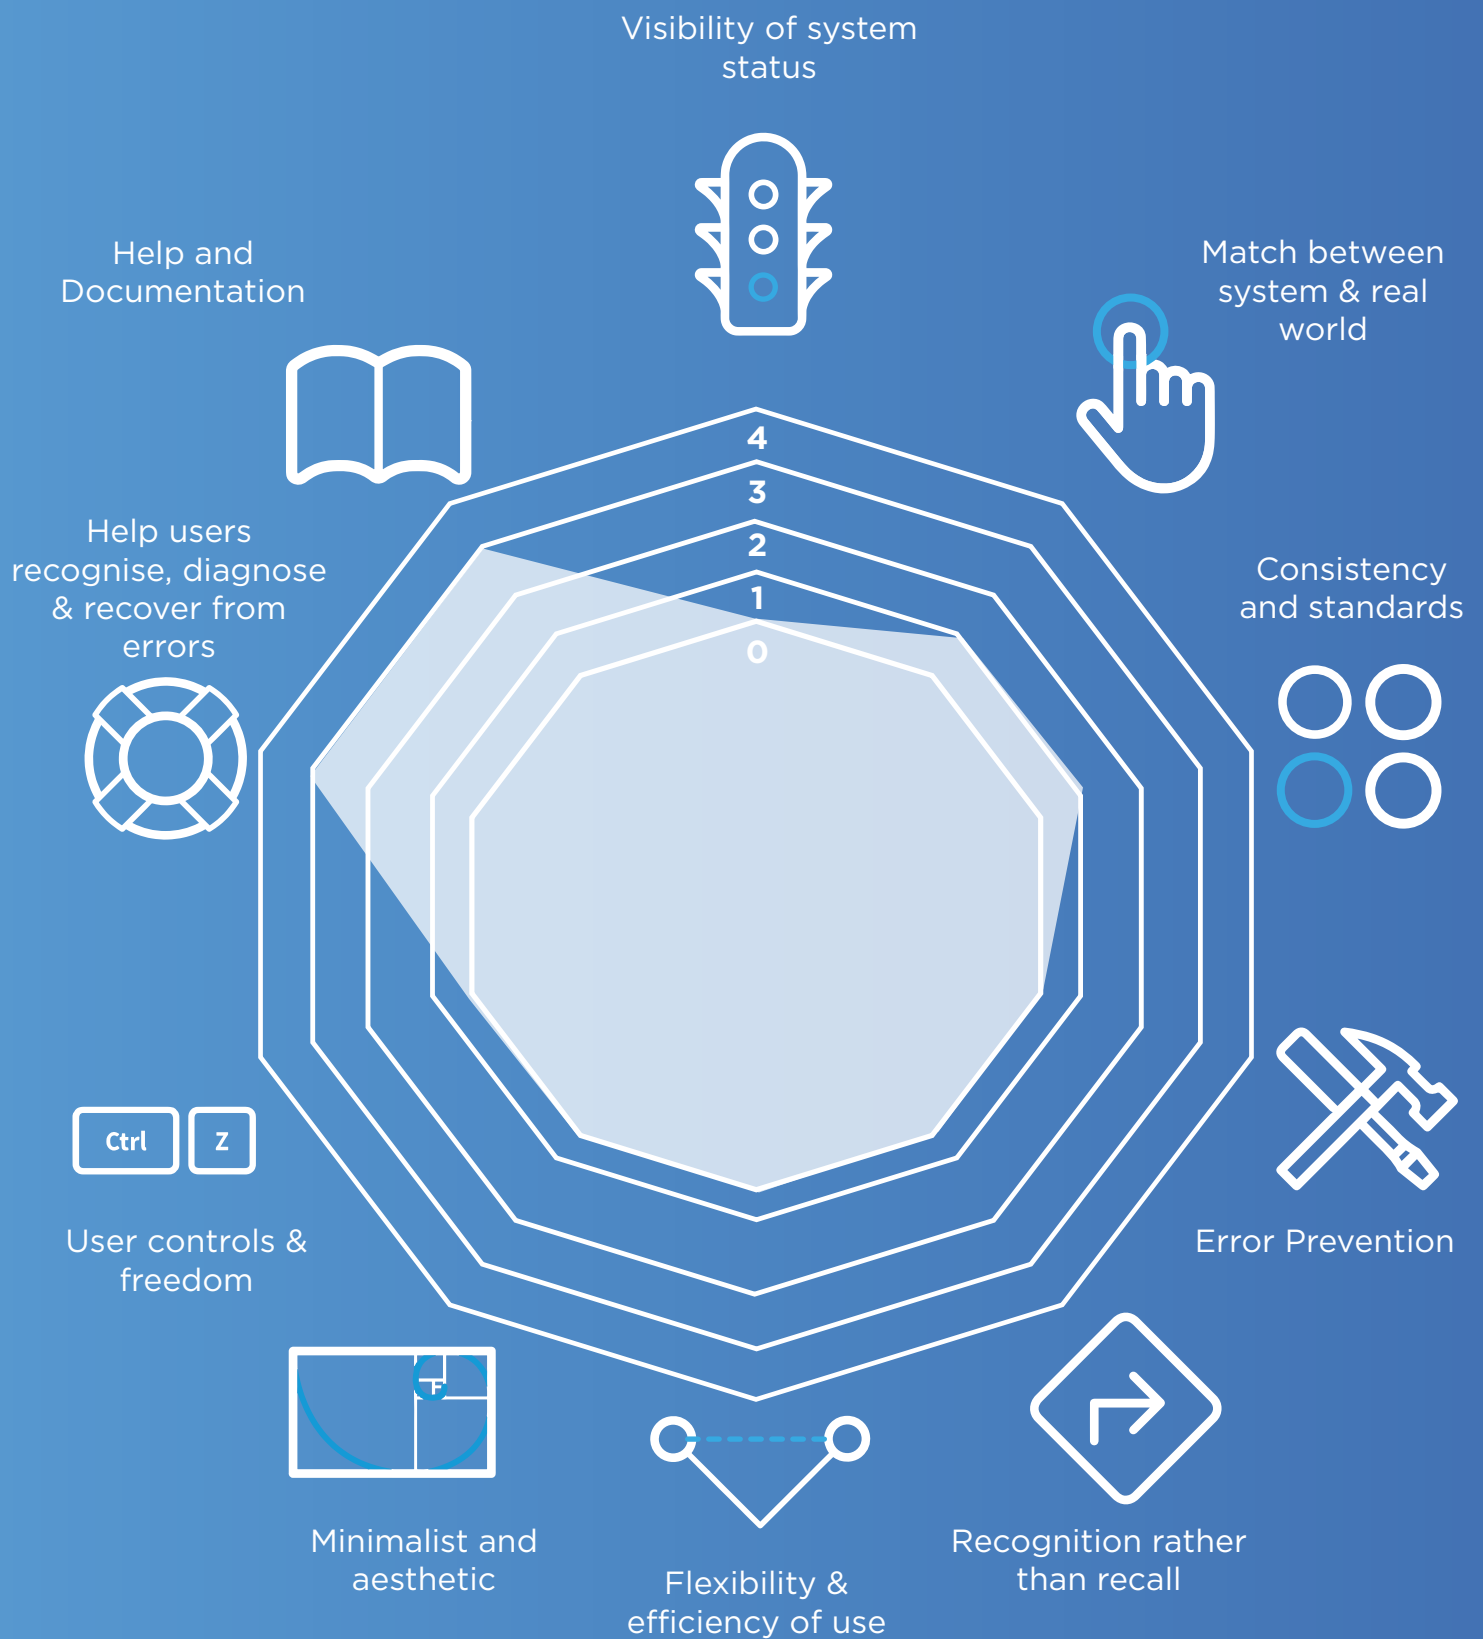 Visibility of system
status
Help and
Documentation
Match between
system & real
world
4
3
2
1
0
Help users
recognise, diagnose
& recover from
errors
Consistency
and standards
Ctrl
Z
User controls &
freedom
Error Prevention
Minimalist and
aesthetic
Flexibility &
efficiency of use
Recognition rather
than recall